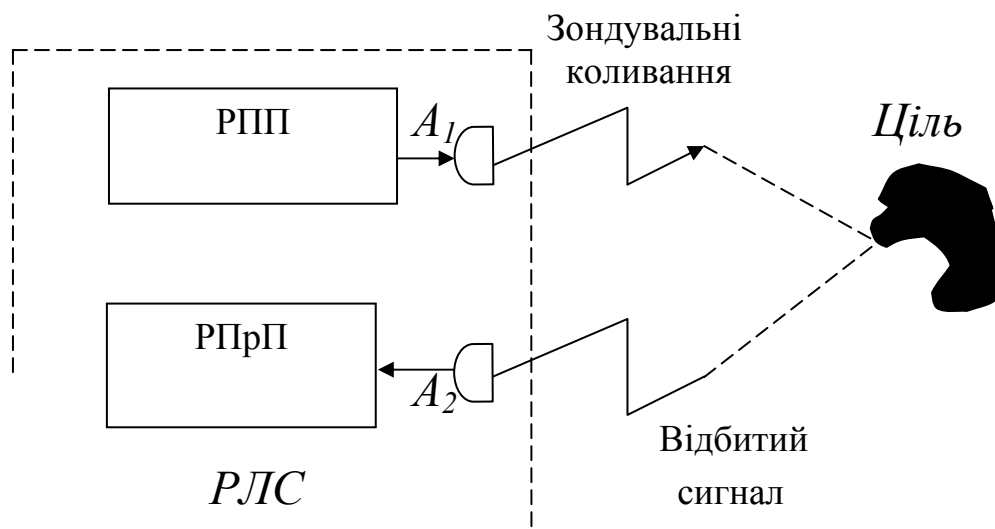 Зондувальні
коливання
Ціль
РПП
A1
РПрП
A2
Відбитий
сигнал
РЛС